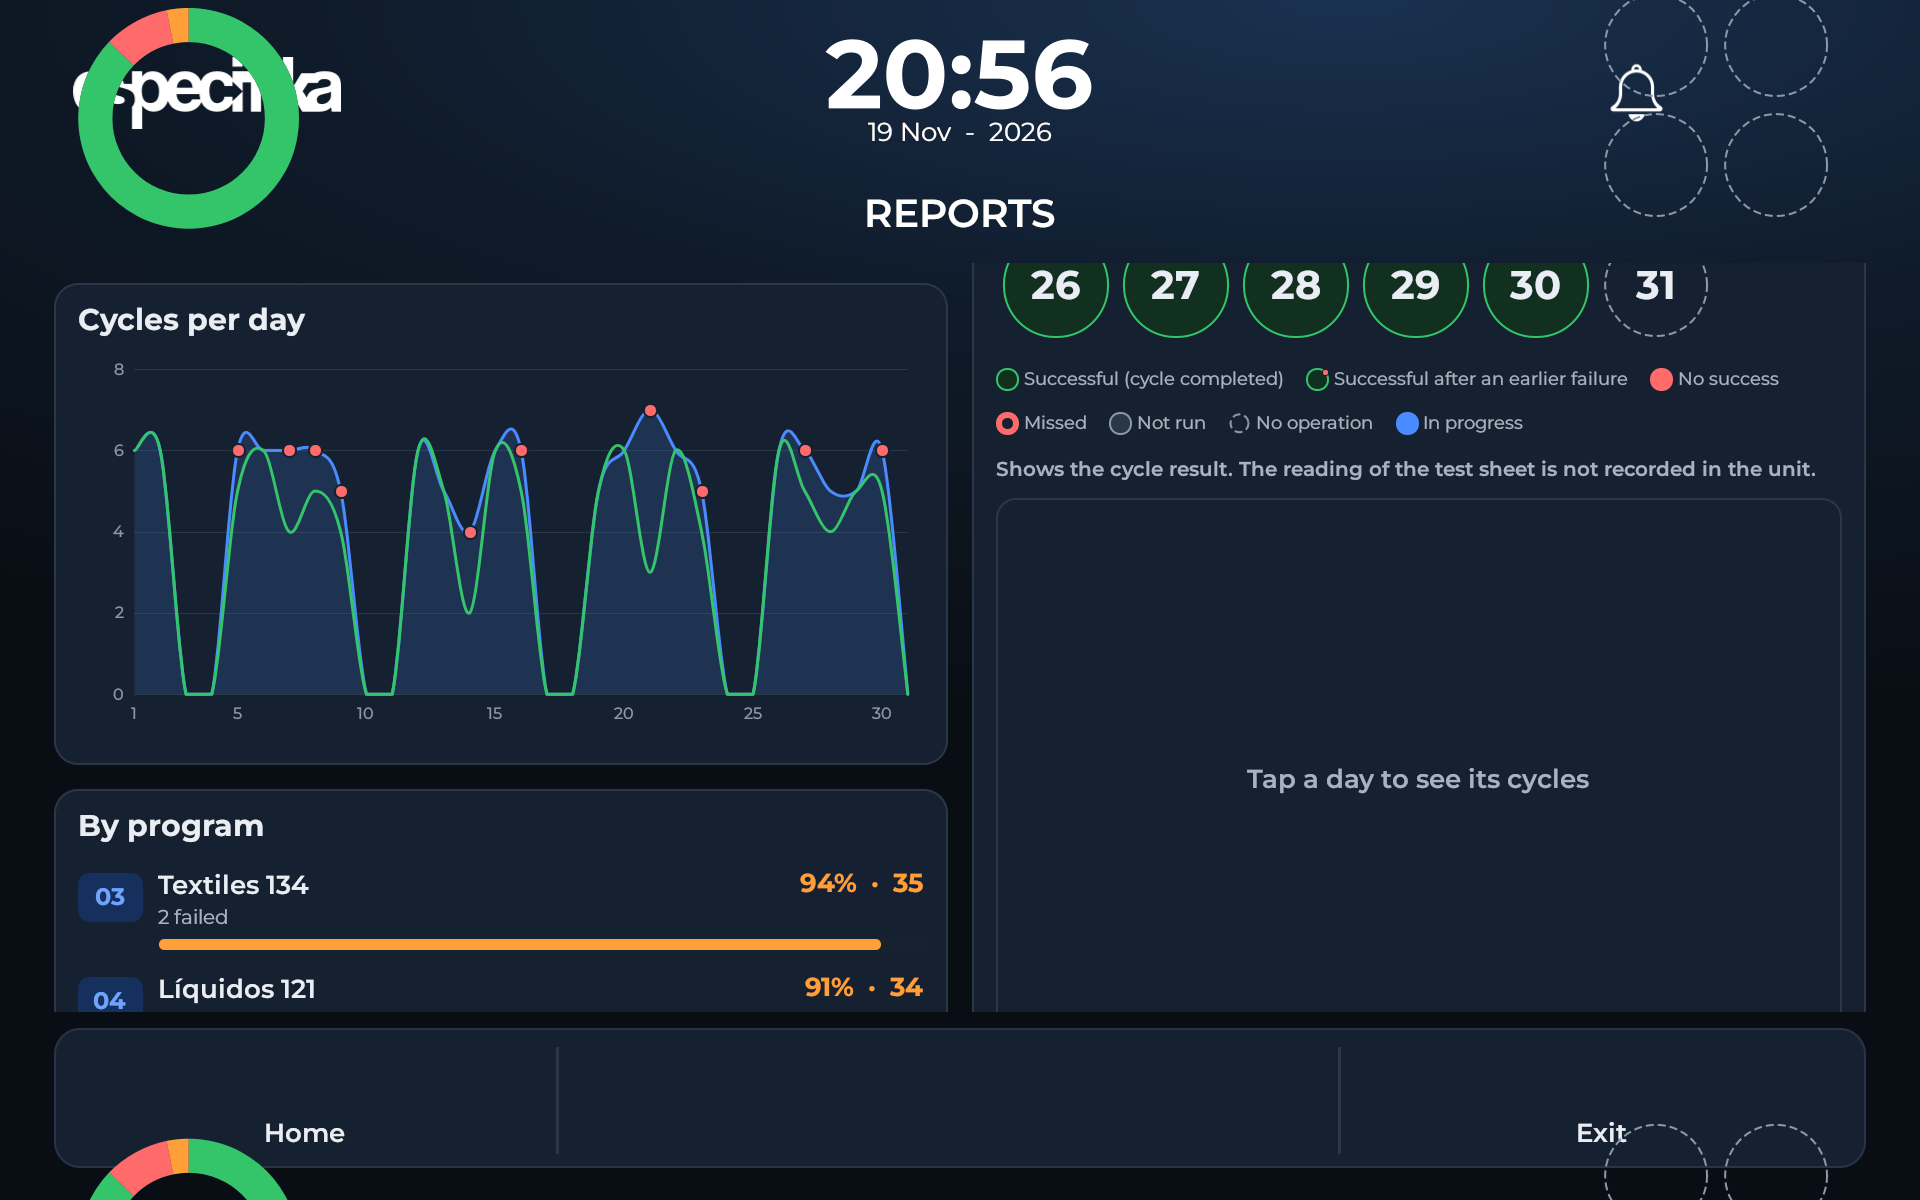 20:56
19 Nov - 2026
REPORTS
Cycles per day
8
6
4
2
0
1 5 10 15 20 25 30
By program
03 Textiles 134 94% · 35
2 failed
04 Líquidos 121 91% · 34
26 27 28 29 30 31
Successful (cycle completed) Successful after an earlier failure No success
Missed Not run No operation In progress
Shows the cycle result. The reading of the test sheet is not recorded in the unit.
Tap a day to see its cycles
Home Exit